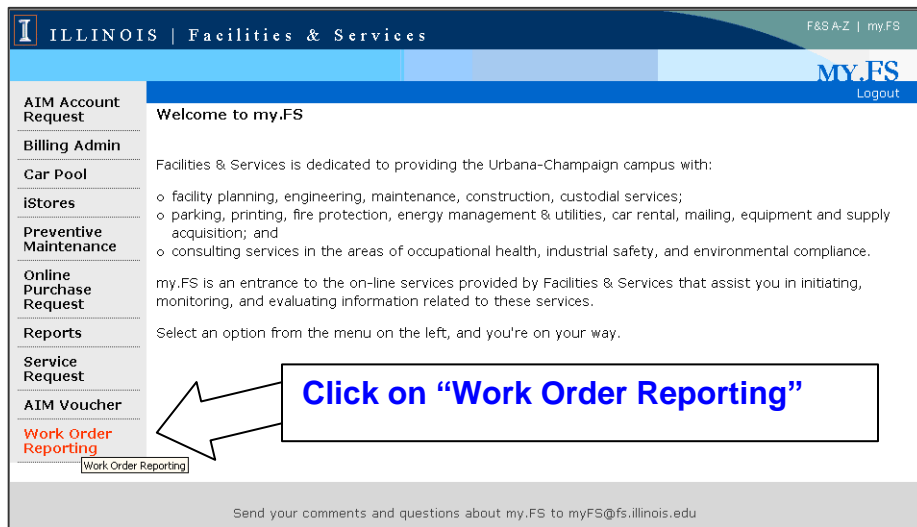 I ILLINOIS | Facilities & Services
F&S A-Z | my.FS
MY.FS
Logout
AIM Account
Request
Billing Admin
Car Pool
iStores
Preventive
Maintenance
Online
Purchase
Request
Reports
Service
Request
AIM Voucher
Work Order
Reporting
Work Order Reporting
Welcome to my.FS
Facilities & Services is dedicated to providing the Urbana-Champaign campus with:
o facility planning, engineering, maintenance, construction, custodial services;
o parking, printing, fire protection, energy management & utilities, car rental, mailing, equipment and supply
acquisition; and
o consulting services in the areas of occupational health, industrial safety, and environmental compliance.
my.FS is an entrance to the on-line services provided by Facilities & Services that assist you in initiating,
monitoring, and evaluating information related to these services.
Select an option from the menu on the left, and you're on your way.
Click on “Work Order Reporting”
Send your comments and questions about my.FS to myFS@fs.illinois.edu